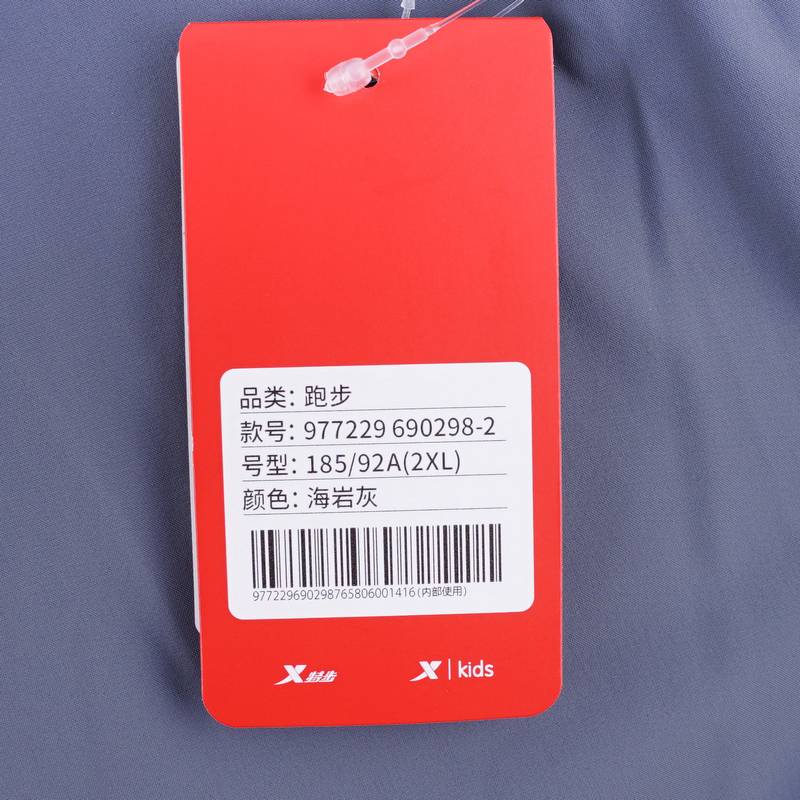 品类：跑步
款号：977229 690298-2
号型：185/92A(2XL)
颜色：海岩灰
977229690298765806001416(内部使用)
X特步 X | kids